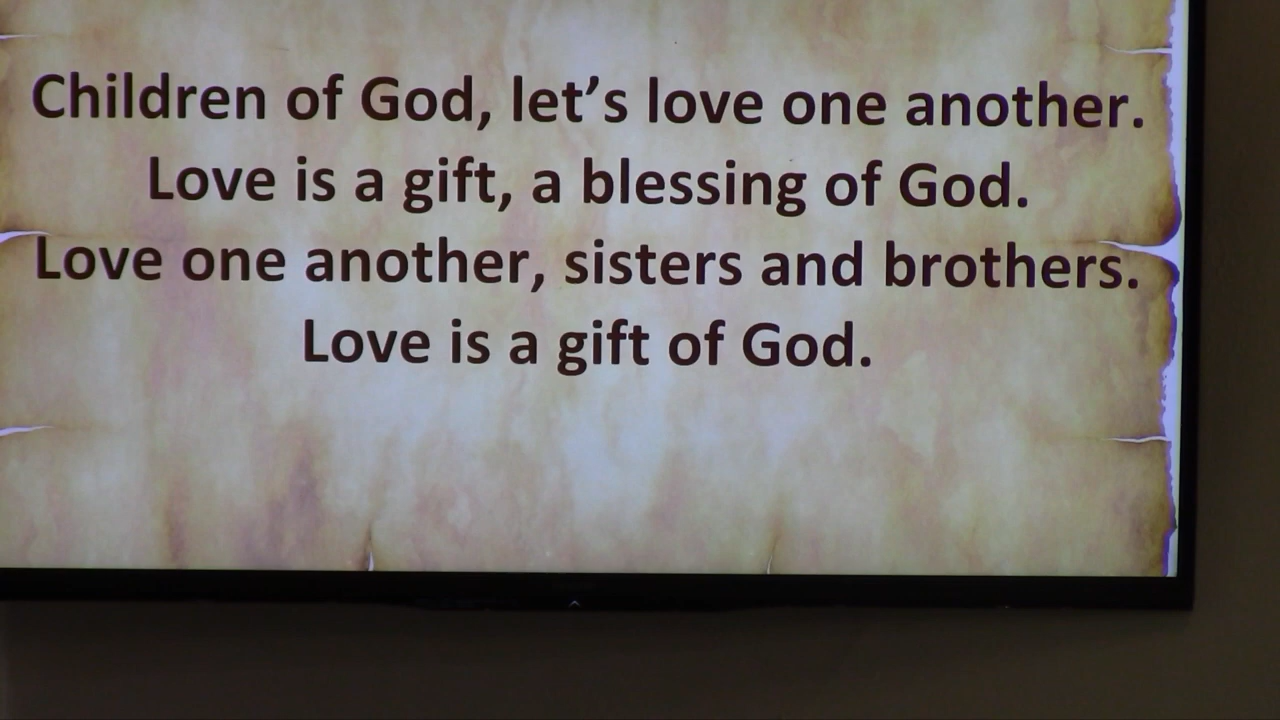 Children of God, let’s love one another.
Love is a gift, a blessing of God.
Love one another, sisters and brothers.
Love is a gift of God.